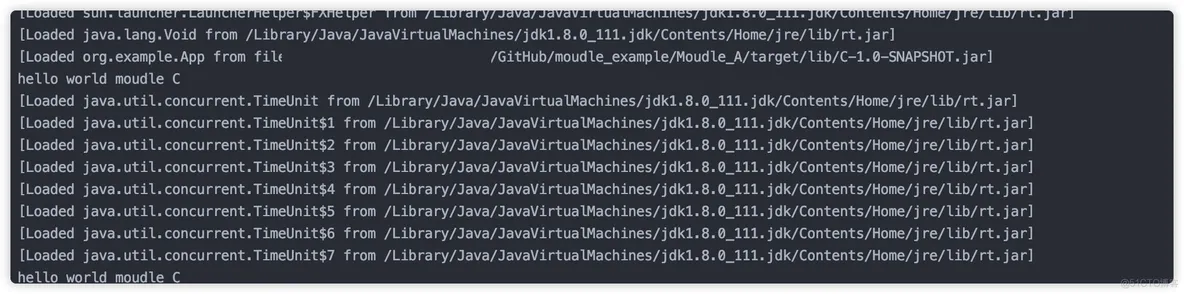 [Loaded sun.launcher.LauncherHelper$FXHelper from /Library/Java/JavaVirtualMachines/jdk1.8.0_111.jdk/Contents/Home/jre/lib/rt.jar]
[Loaded java.lang.Void from /Library/Java/JavaVirtualMachines/jdk1.8.0_111.jdk/Contents/Home/jre/lib/rt.jar]
[Loaded org.example.App from file /GitHub/moudle_example/Moudle_A/target/lib/C-1.0-SNAPSHOT.jar]
hello world moudle C
[Loaded java.util.concurrent.TimeUnit from /Library/Java/JavaVirtualMachines/jdk1.8.0_111.jdk/Contents/Home/jre/lib/rt.jar]
[Loaded java.util.concurrent.TimeUnit$1 from /Library/Java/JavaVirtualMachines/jdk1.8.0_111.jdk/Contents/Home/jre/lib/rt.jar]
[Loaded java.util.concurrent.TimeUnit$2 from /Library/Java/JavaVirtualMachines/jdk1.8.0_111.jdk/Contents/Home/jre/lib/rt.jar]
[Loaded java.util.concurrent.TimeUnit$3 from /Library/Java/JavaVirtualMachines/jdk1.8.0_111.jdk/Contents/Home/jre/lib/rt.jar]
[Loaded java.util.concurrent.TimeUnit$4 from /Library/Java/JavaVirtualMachines/jdk1.8.0_111.jdk/Contents/Home/jre/lib/rt.jar]
[Loaded java.util.concurrent.TimeUnit$5 from /Library/Java/JavaVirtualMachines/jdk1.8.0_111.jdk/Contents/Home/jre/lib/rt.jar]
[Loaded java.util.concurrent.TimeUnit$6 from /Library/Java/JavaVirtualMachines/jdk1.8.0_111.jdk/Contents/Home/jre/lib/rt.jar]
[Loaded java.util.concurrent.TimeUnit$7 from /Library/Java/JavaVirtualMachines/jdk1.8.0_111.jdk/Contents/Home/jre/lib/rt.jar]
hello world moudle C
@51CTO博客